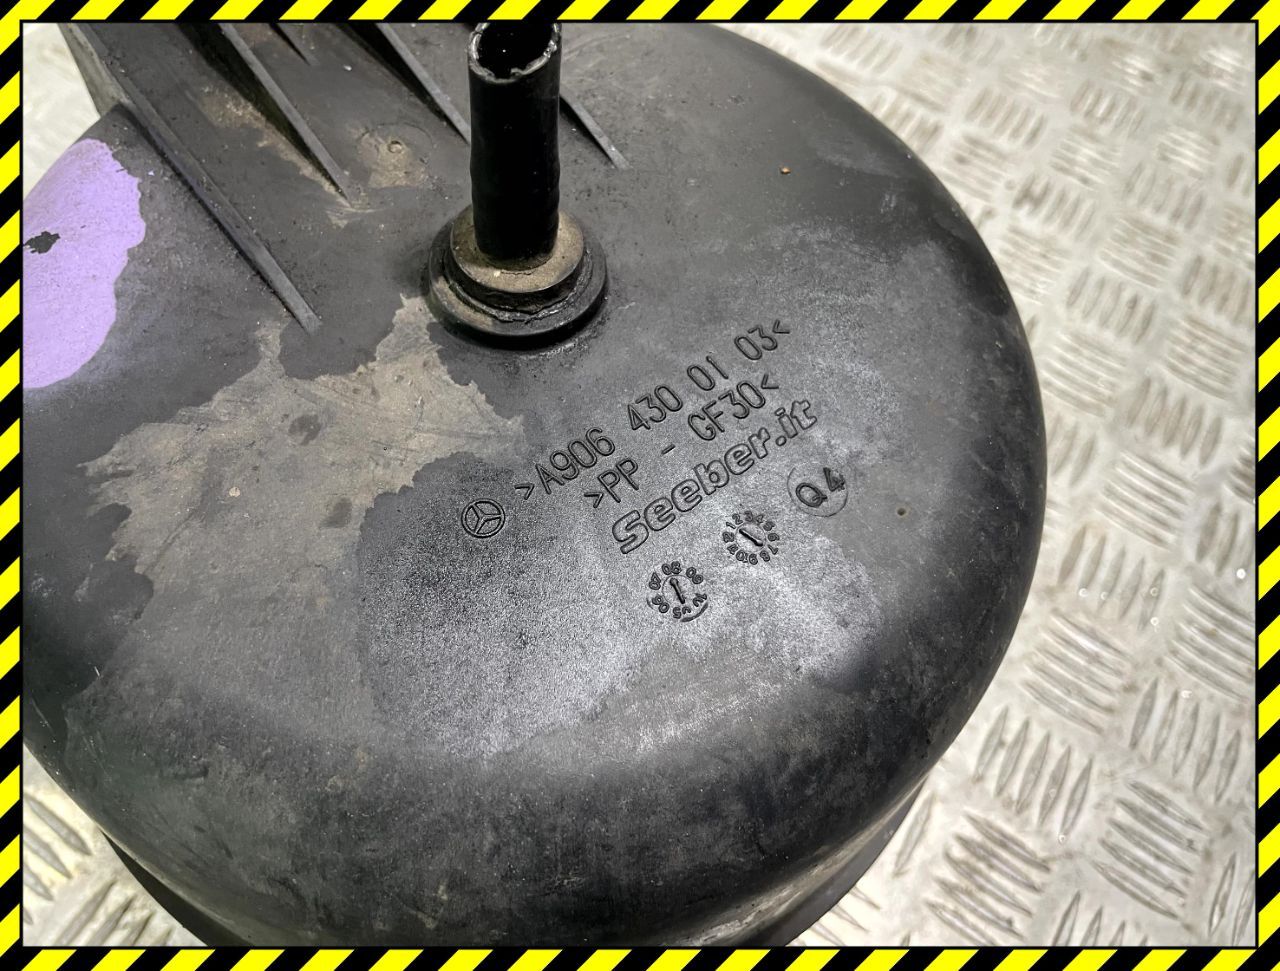 >A906 430 01 03<
>PP - GF30<
seeber.it
Q4